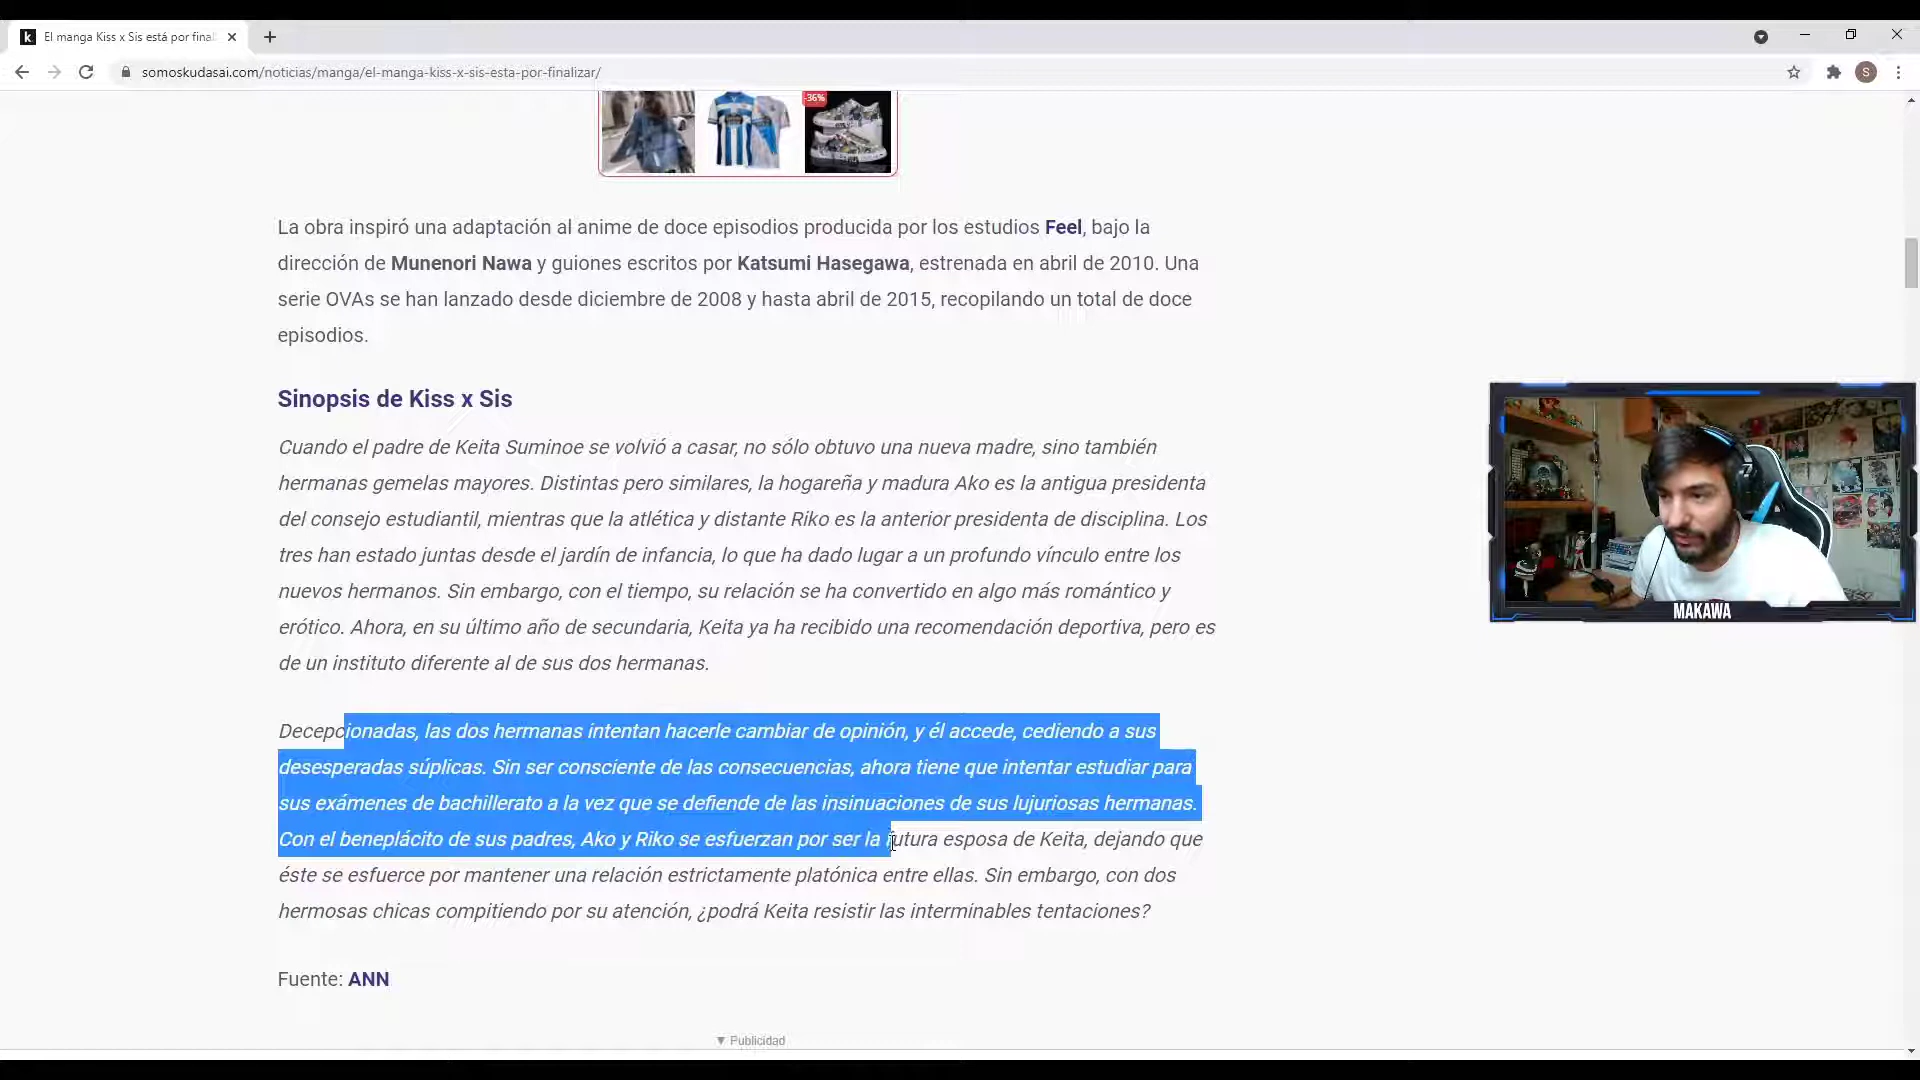 El manga Kiss x Sis está por final
somoskudasai.com/noticias/manga/el-manga-kiss-x-sis-esta-por-finalizar/
S
-36%
La obra inspiró una adaptación al anime de doce episodios producida por los estudios Feel, bajo la
dirección de Munenori Nawa y guiones escritos por Katsumi Hasegawa, estrenada en abril de 2010. Una
serie OVAs se han lanzado desde diciembre de 2008 y hasta abril de 2015, recopilando un total de doce
episodios.
Sinopsis de Kiss x Sis
Cuando el padre de Keita Suminoe se volvió a casar, no sólo obtuvo una nueva madre, sino también
hermanas gemelas mayores. Distintas pero similares, la hogareña y madura Ako es la antigua presidenta
del consejo estudiantil, mientras que la atlética y distante Riko es la anterior presidenta de disciplina. Los
tres han estado juntas desde el jardín de infancia, lo que ha dado lugar a un profundo vínculo entre los
nuevos hermanos. Sin embargo, con el tiempo, su relación se ha convertido en algo más romántico y
erótico. Ahora, en su último año de secundaria, Keita ya ha recibido una recomendación deportiva, pero es
de un instituto diferente al de sus dos hermanas.
Decepcionadas, las dos hermanas intentan hacerle cambiar de opinión, y él accede, cediendo a sus
desesperadas súplicas. Sin ser consciente de las consecuencias, ahora tiene que intentar estudiar para
sus exámenes de bachillerato a la vez que se defiende de las insinuaciones de sus lujuriosas hermanas.
Con el beneplácito de sus padres, Ako y Riko se esfuerzan por ser la futura esposa de Keita, dejando que
éste se esfuerce por mantener una relación estrictamente platónica entre ellas. Sin embargo, con dos
hermosas chicas compitiendo por su atención, ¿podrá Keita resistir las interminables tentaciones?
Fuente: ANN
▼ Publicidad
MAKAWA